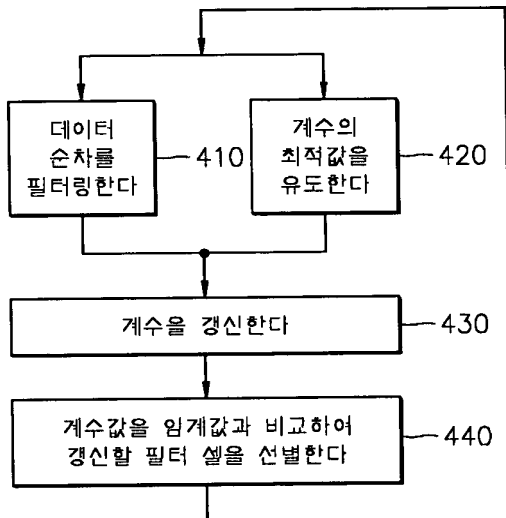 데이터
순차를
필터링한다
410
계수의
최적값을
유도한다
420
계수을 갱신한다
430
계수값을 임계값과 비교하여
갱신할 필터 셀을 선별한다
440